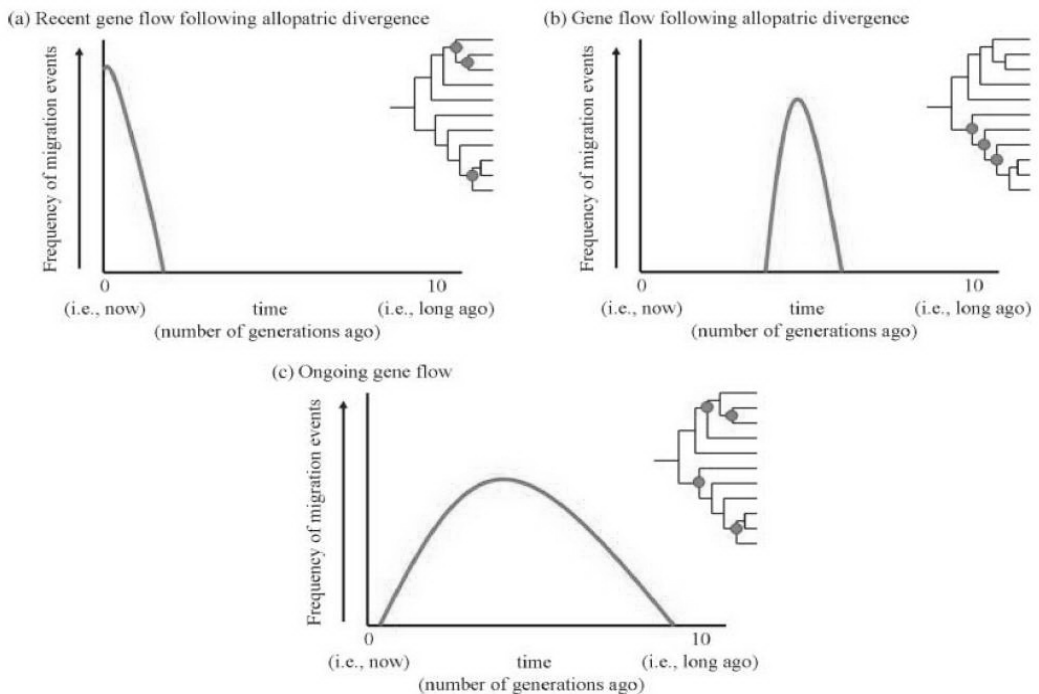 (a) Recent gene flow following allopatric divergence
Frequency of migration events
0
10
(i.e., now)
time
(i.e., long ago)
(number of generations ago)
(b) Gene flow following allopatric divergence
Frequency of migration events
0
10
(i.e., now)
time
(i.e., long ago)
(number of generations ago)
(c) Ongoing gene flow
Frequency of migration events
0
10
(i.e., now)
time
(i.e., long ago)
(number of generations ago)